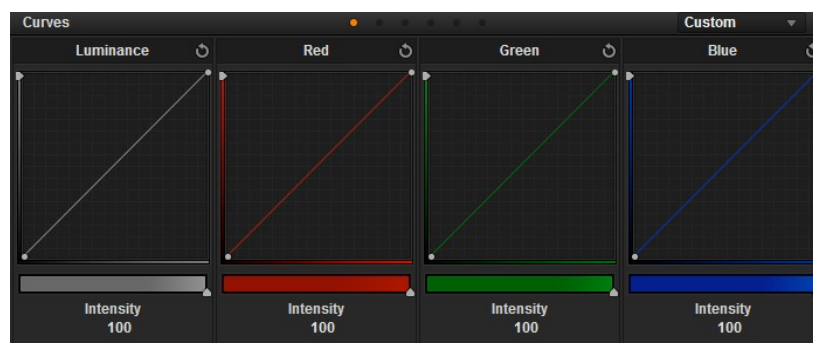 Curves Custom
Luminance Red Green Blue
Intensity Intensity Intensity Intensity
100 100 100 100